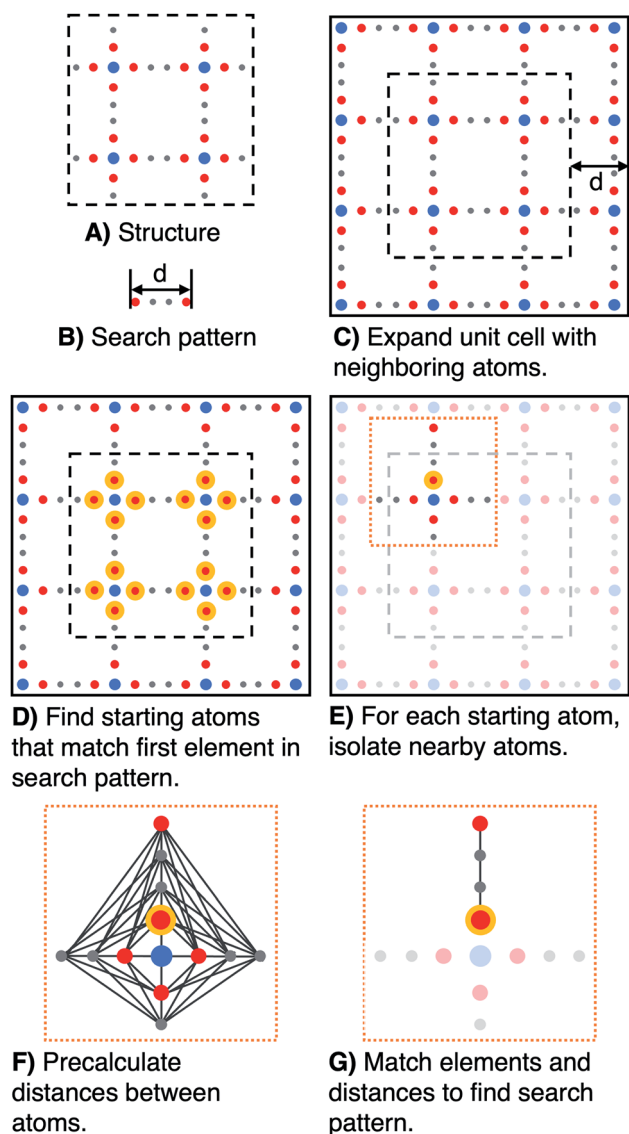 A) Structure
d
B) Search pattern
d
C) Expand unit cell with
neighboring atoms.
D) Find starting atoms
that match first element in
search pattern.
E) For each starting atom,
isolate nearby atoms.
F) Precalculate
distances between
atoms.
G) Match elements and
distances to find search
pattern.